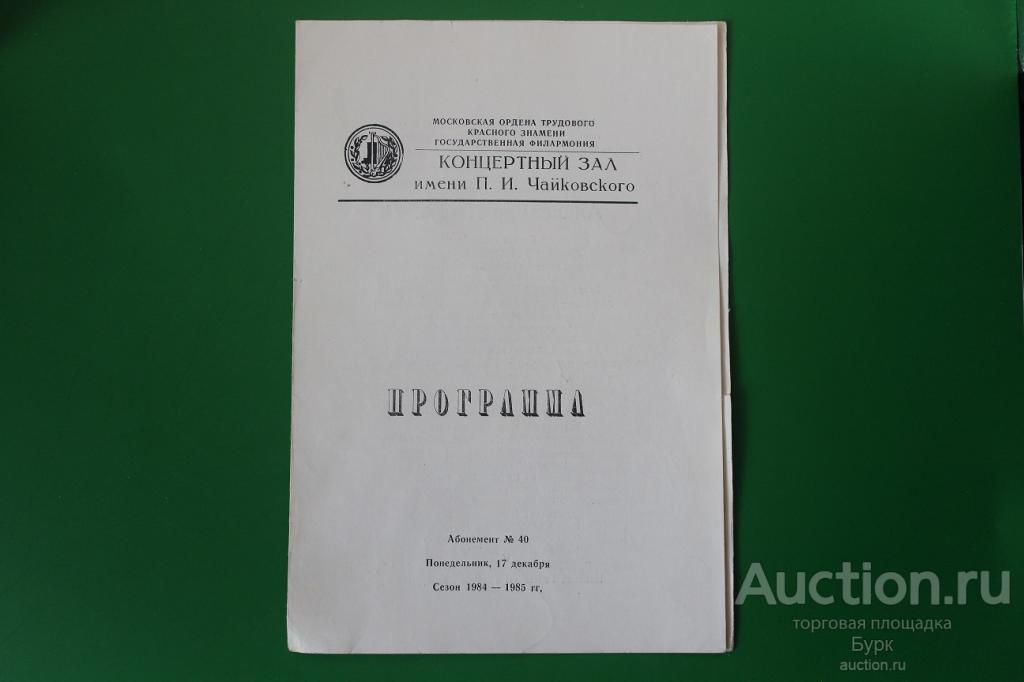 МОСКОВСКАЯ ОРДЕНА ТРУДОВОГО
КРАСНОГО ЗНАМЕНИ
ГОСУДАРСТВЕННАЯ ФИЛАРМОНИЯ
КОНЦЕРТНЫЙ ЗАЛ
имени П. И. Чайковского
ПРОГРАММА
Абонемент № 40
Понедельник, 17 декабря
Сезон 1984 — 1985 гг,
Auction.ru
торговая площадка
Бурк
auction.ru